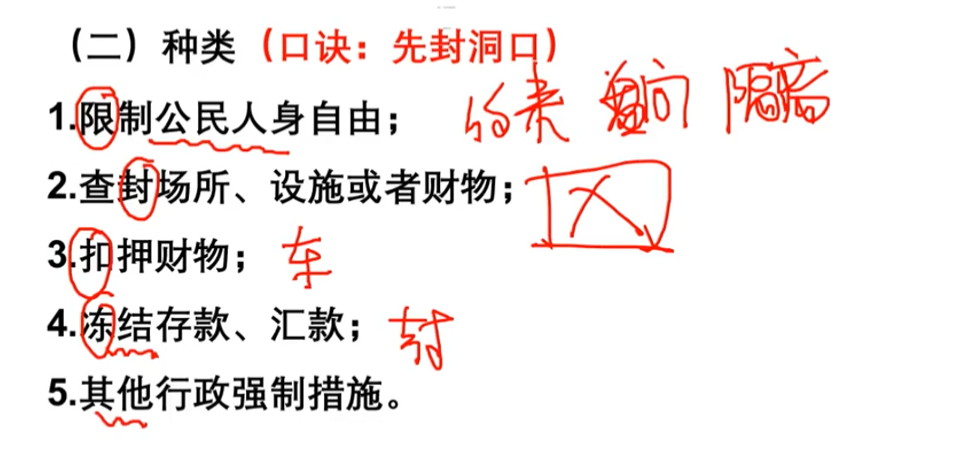 （二）种类（口诀：先封洞口）
1.限制公民人身自由； 约束 盘问 隔离
2.查封场所、设施或者财物；
3.扣押财物； 车
4.冻结存款、汇款；
5.其他行政强制措施。